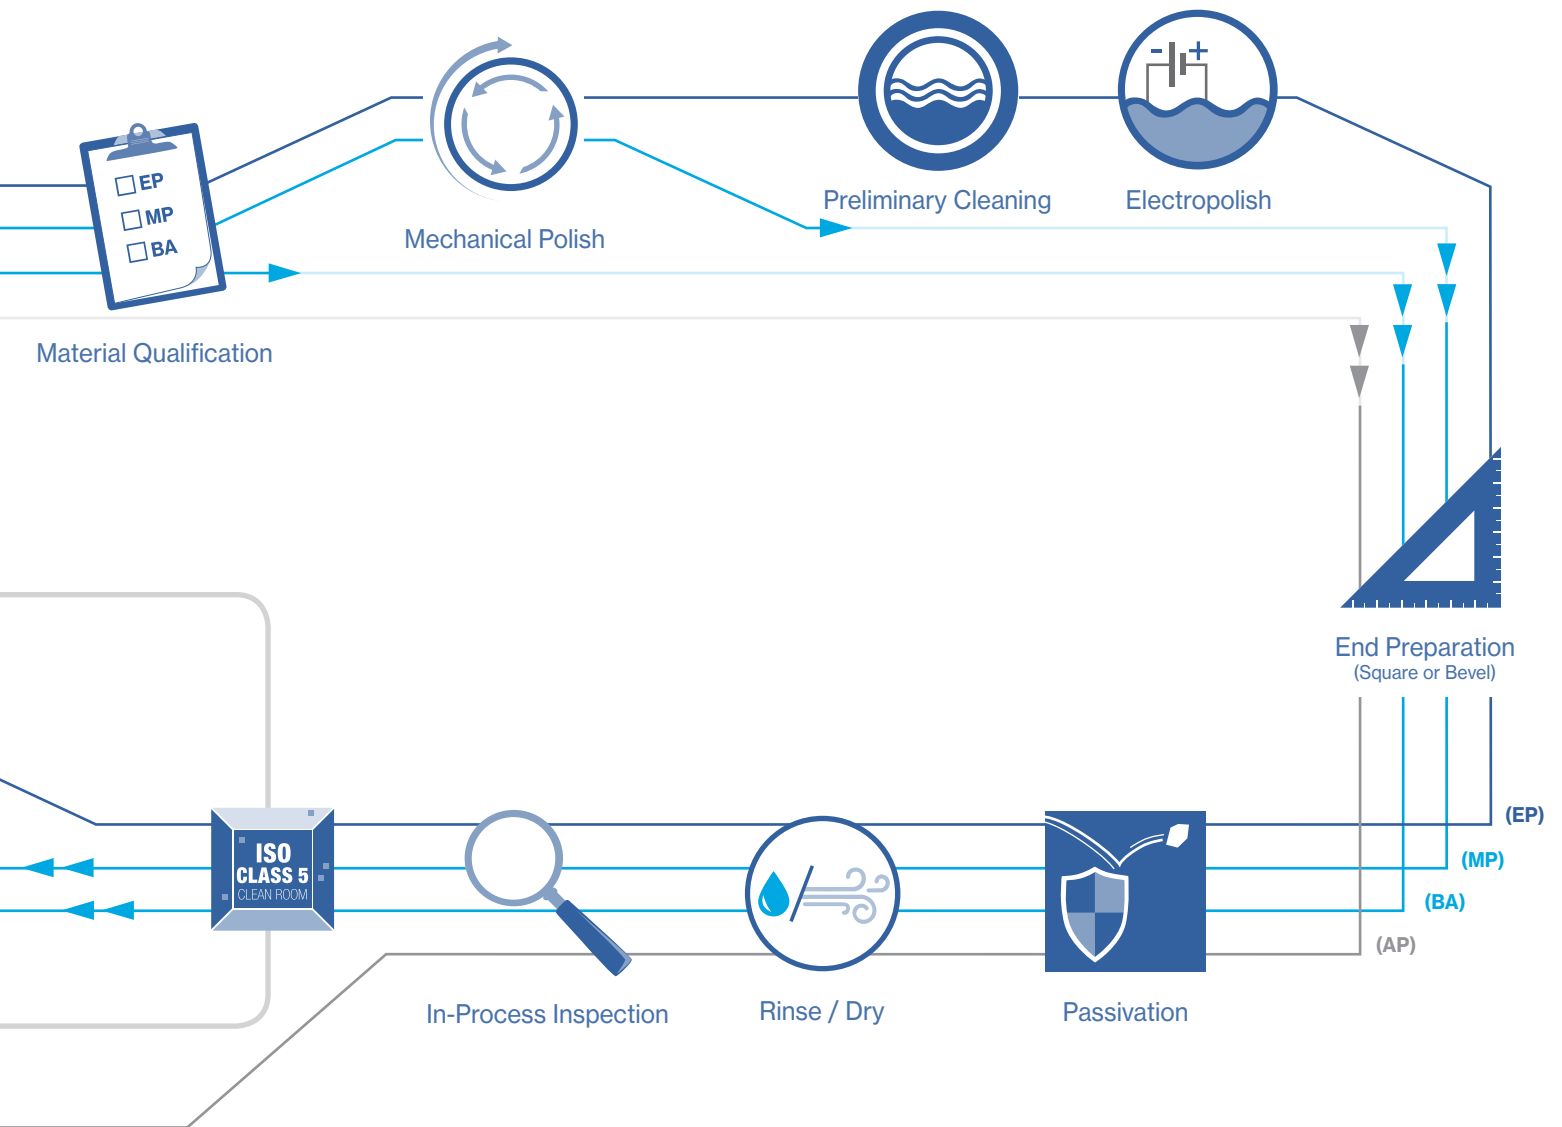 - +
EP
MP
BA
Material Qualification
Mechanical Polish
Preliminary Cleaning
Electropolish
End Preparation
(Square or Bevel)
(EP)
(MP)
(BA)
(AP)
ISO
CLASS 5
CLEAN ROOM
In-Process Inspection
Rinse / Dry
Passivation